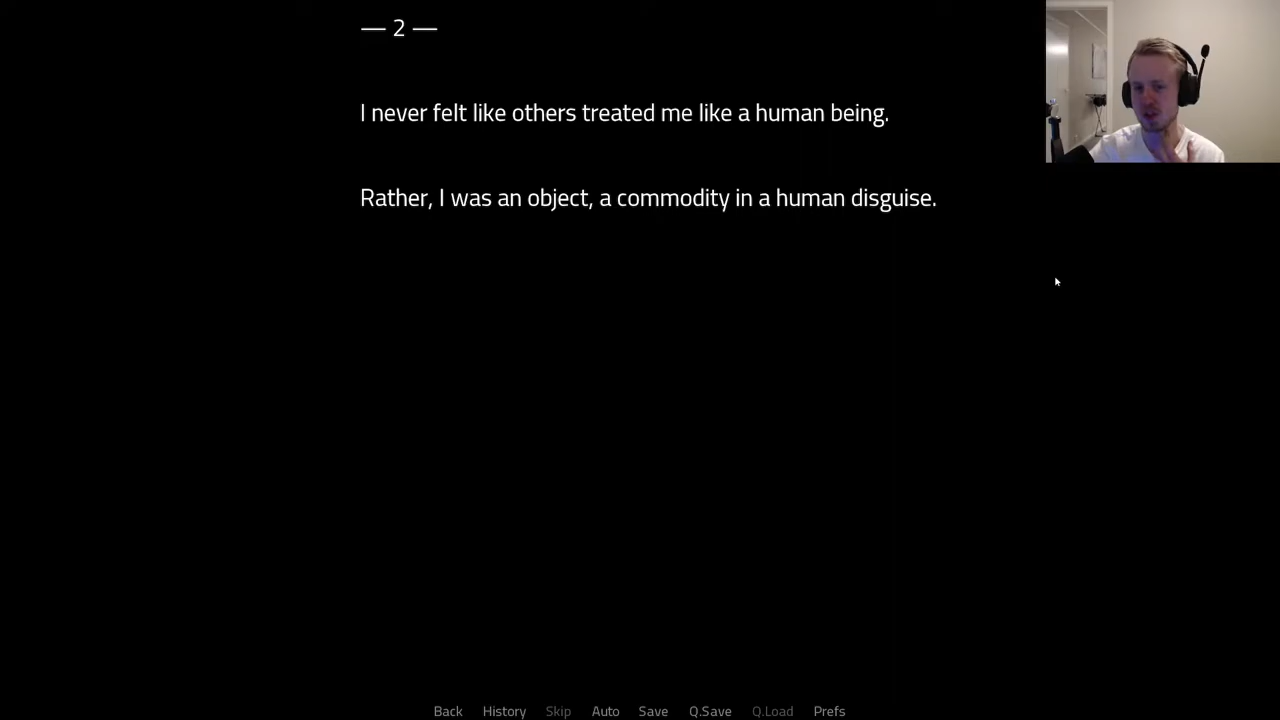 — 2 —
I never felt like others treated me like a human being.
Rather, I was an object, a commodity in a human disguise.
Back History Skip Auto Save Q.Save Q.Load Prefs